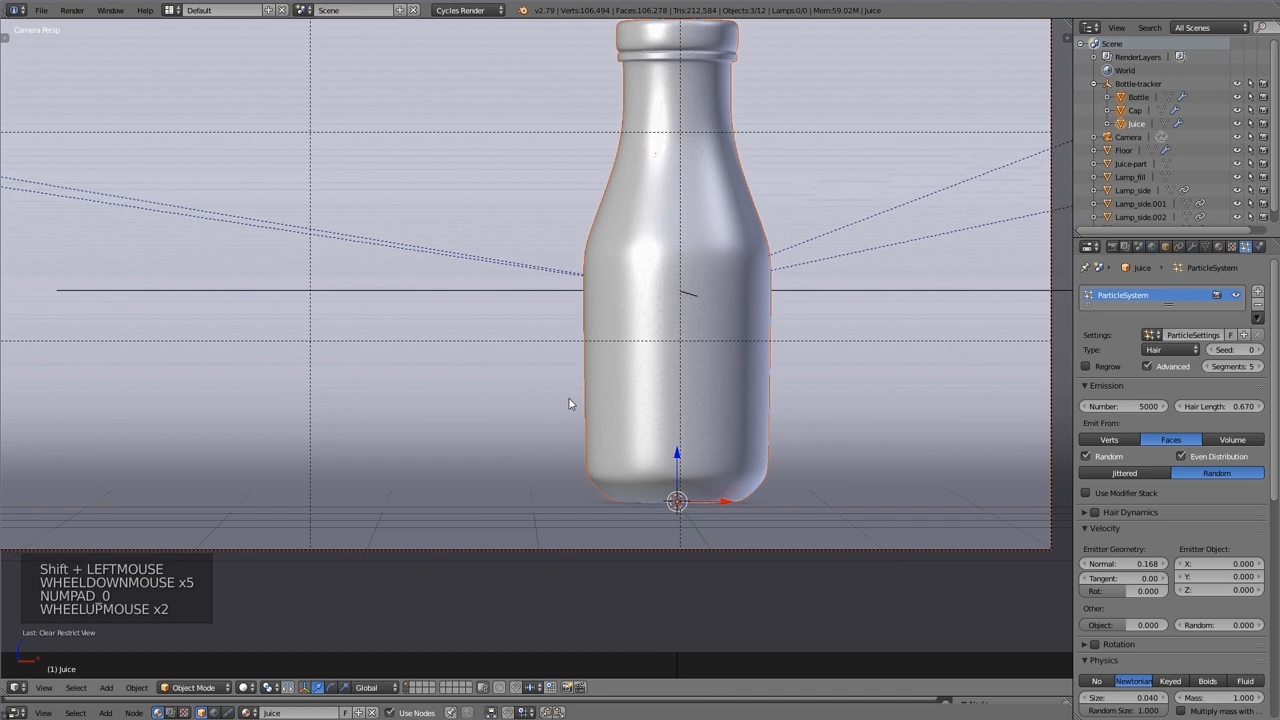 File Render Window Help Default Scene Cycles Render v2.79 | Verts:106,494 | Faces:106,278 | Tris:212,584 | Objects:3/12 | Lamps:0/0 | Mem:59.02M | Juice
Camera Persp
View Search All Scenes
Scene
RenderLayers
World
Bottle-tracker
Bottle
Cap
Juice
Camera
Floor
Juice-part
Lamp_fill
Lamp_side
Lamp_side.001
Lamp_side.002
Juice ParticleSystem
ParticleSystem
Settings: ParticleSettings F
Type: Hair Seed: 0
Regrow Advanced Segments: 5
Emission
Number: 5000 Hair Length: 0.670
Emit From:
Verts Faces Volume
Random Even Distribution
Jittered Random
Use Modifier Stack
Hair Dynamics
Velocity
Emitter Geometry: Emitter Object:
Normal: 0.168 X: 0.000
Tangent: 0.00 Y: 0.000
Rot: 0.000 Z: 0.000
Other:
Object: 0.000 Random: 0.000
Rotation
Physics
No Newtonian Keyed Boids Fluid
Size: 0.040 Mass: 1.000
Random Size: 1.000 Multiply mass with ...
Shift + LEFTMOUSE
WHEELDOWNMOUSE x5
NUMPAD_0
WHEELUPMOUSE x2
Last: Clear Restrict View
(1) Juice
View Select Add Object Object Mode Global
View Select Add Node Juice F Use Nodes